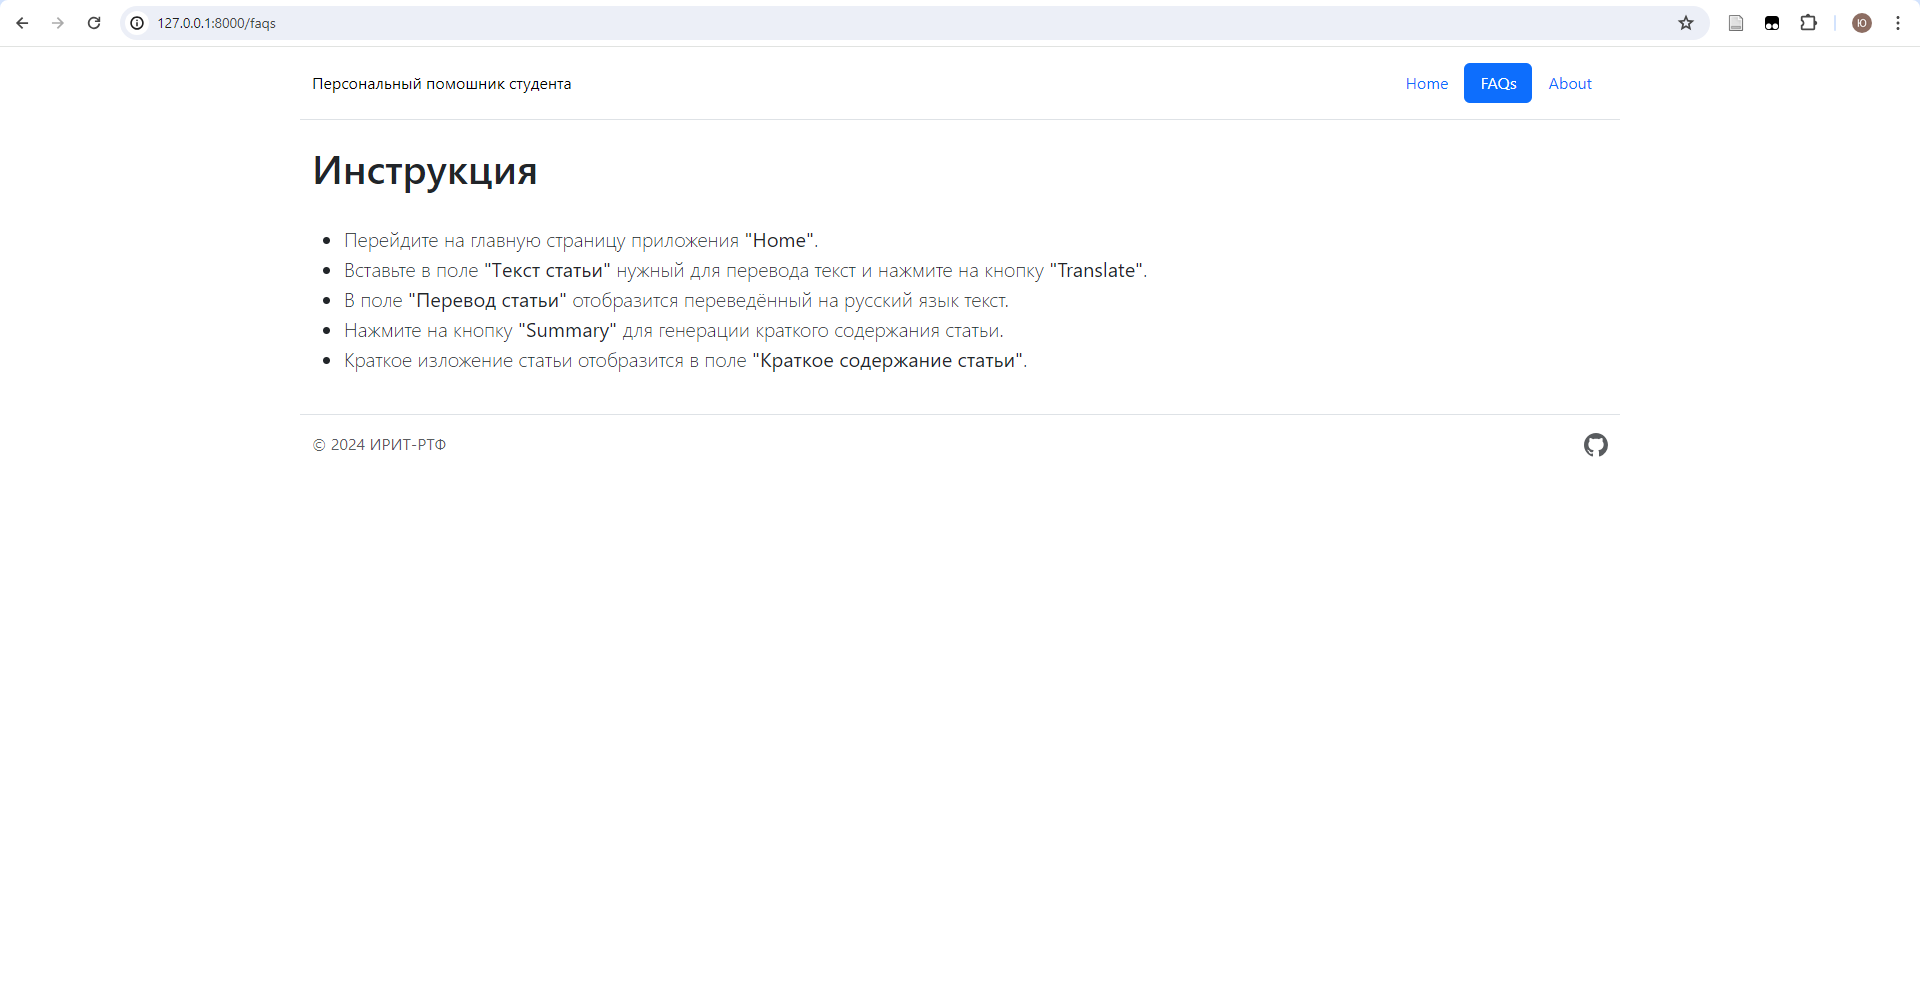 127.0.0.1:8000/faqs
Ю
Персональный помошник студента
Home FAQs About
Инструкция
Перейдите на главную страницу приложения "Home".
Вставьте в поле "Текст статьи" нужный для перевода текст и нажмите на кнопку "Translate".
В поле "Перевод статьи" отобразится переведённый на русский язык текст.
Нажмите на кнопку "Summary" для генерации краткого содержания статьи.
Краткое изложение статьи отобразится в поле "Краткое содержание статьи".
© 2024 ИРИТ-РТФ